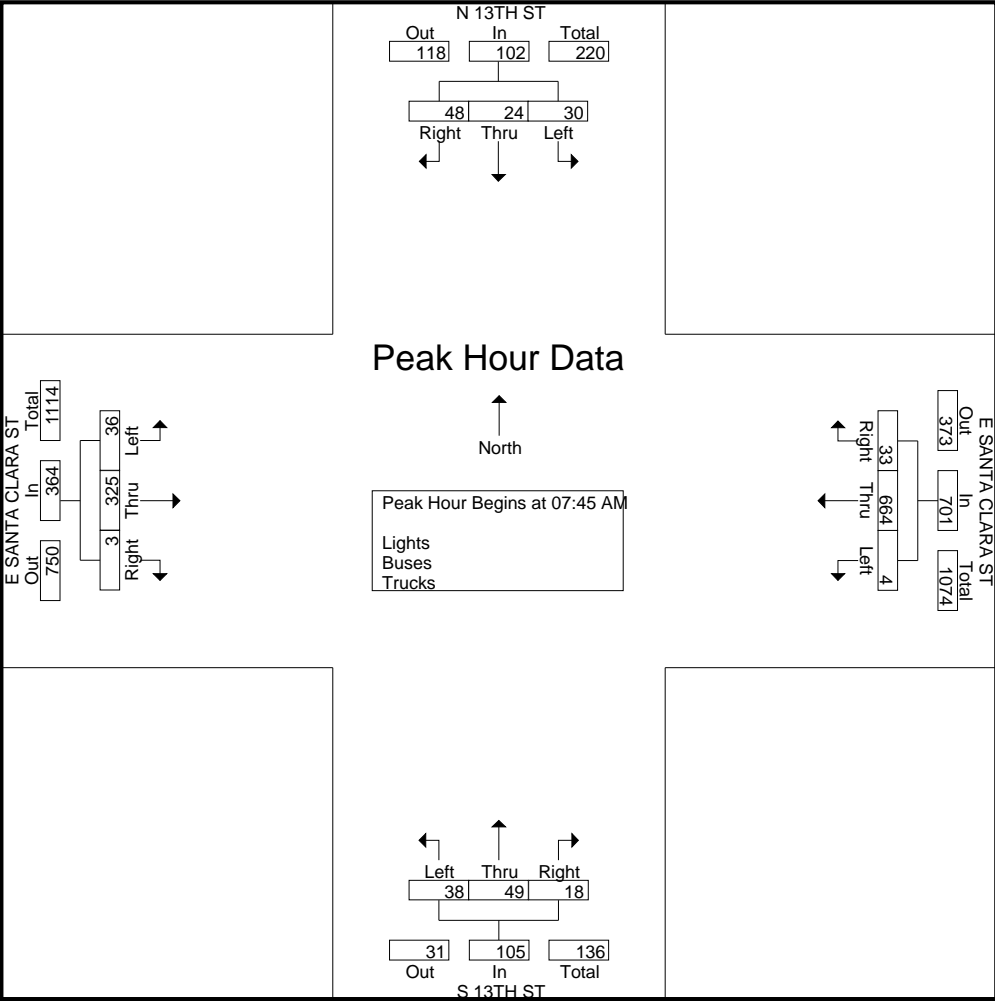 N 13TH ST
Out In Total
118 102 220
48 24 30
Right Thru Left
Peak Hour Data
North
Peak Hour Begins at 07:45 AM
Lights
Buses
Trucks
E SANTA CLARA ST
Total In Out
1114 364 750
36 325 3
Left Thru Right
E SANTA CLARA ST
Out In Total
373 701 1074
33 664 4
Right Thru Left
Left Thru Right
38 49 18
31 105 136
Out In Total
S 13TH ST